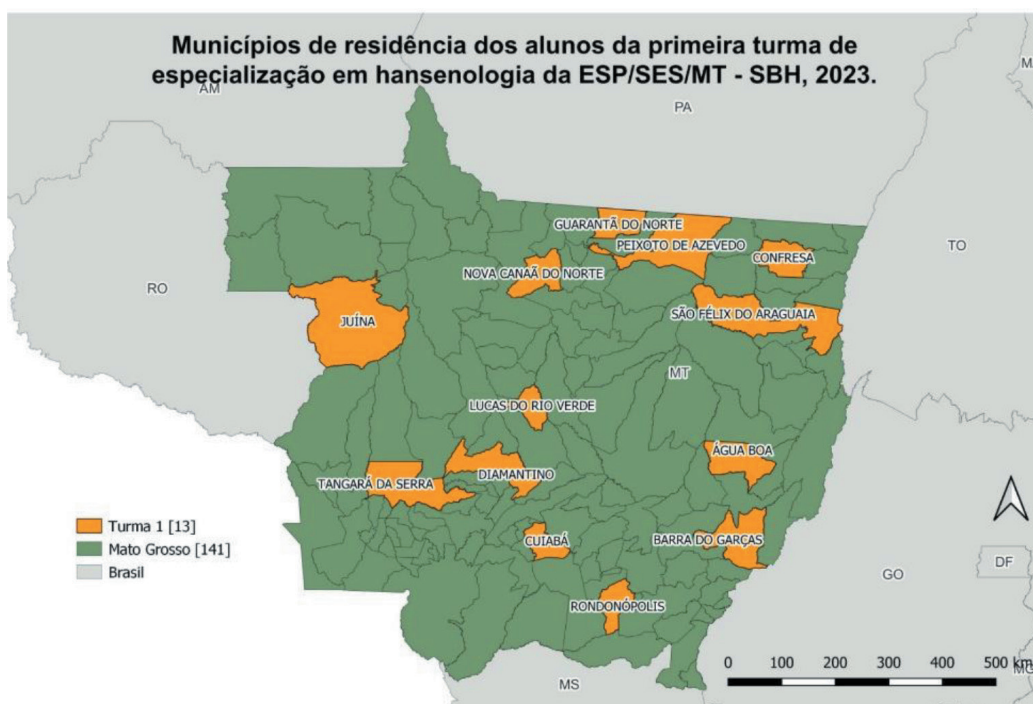 Municípios de residência dos alunos da primeira turma de
especialização em hansenologia da ESP/SES/MT - SBH, 2023.
AM
PA
TO
RO
GUARANTÃ DO NORTE
PEIXOTO DE AZEVEDO
CONFRESA
NOVA CANAÃ DO NORTE
SÃO FÉLIX DO ARAGUAIA
JUÍNA
MT
LUCAS DO RIO VERDE
ÁGUA BOA
DIAMANTINO
TANGARÁ DA SERRA
CUIABÁ
BARRA DO GARÇAS
RONDONÓPOLIS
Turma 1 [13]
Mato Grosso [141]
Brasil
DF
GO
MS
0 100 200 300 400 500 km